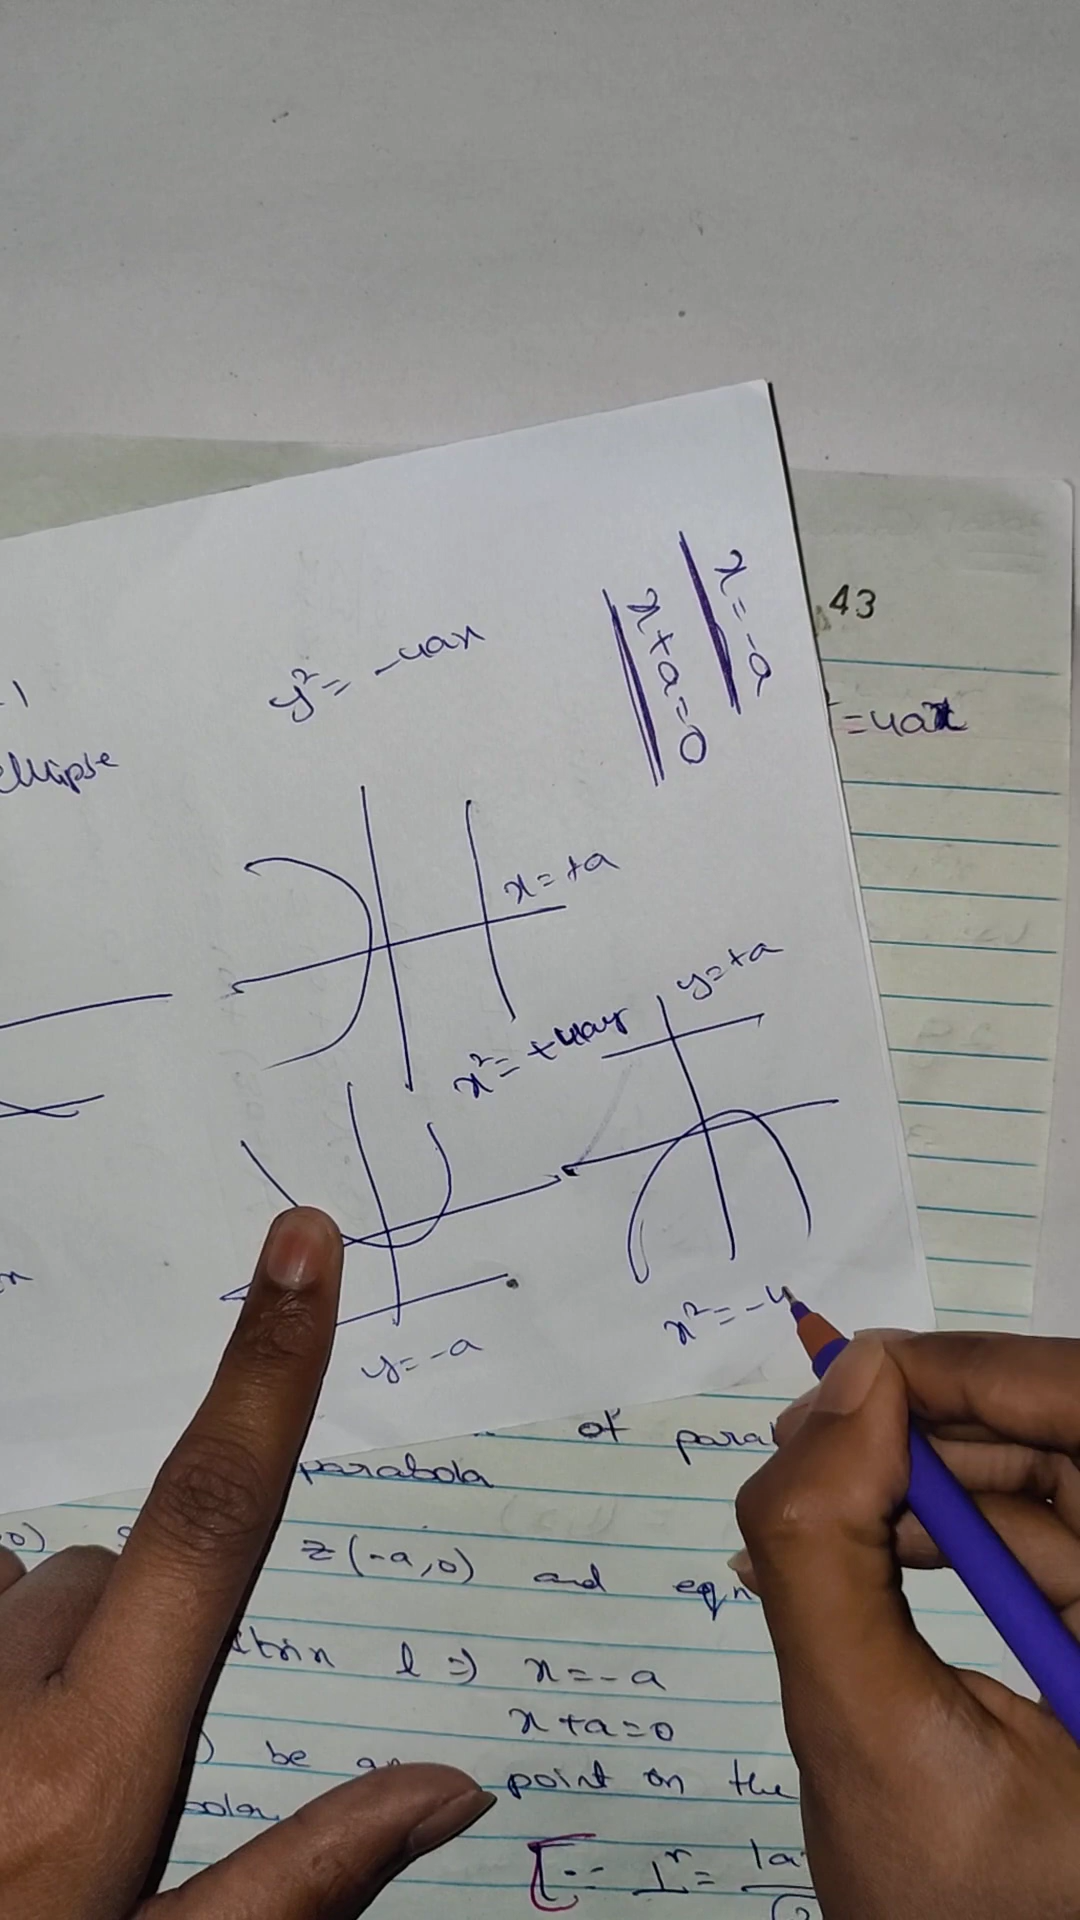 43
x=-a
x+a=0
y²= -4ax
=4ax
ellipse
x=+a
y=+a
x²= +4ay
x²= -4
y=-a
of para
parabola
z(-a,0) and eqn
l => x=-a
x+a=0
be point on the
[∵ ⊥r=